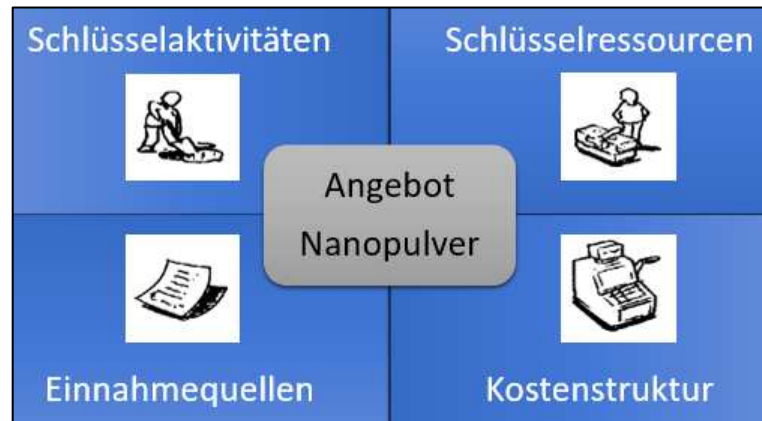 Schlüsselaktivitäten
Schlüsselressourcen
Angebot
Nanopulver
Einnahmequellen
Kostenstruktur